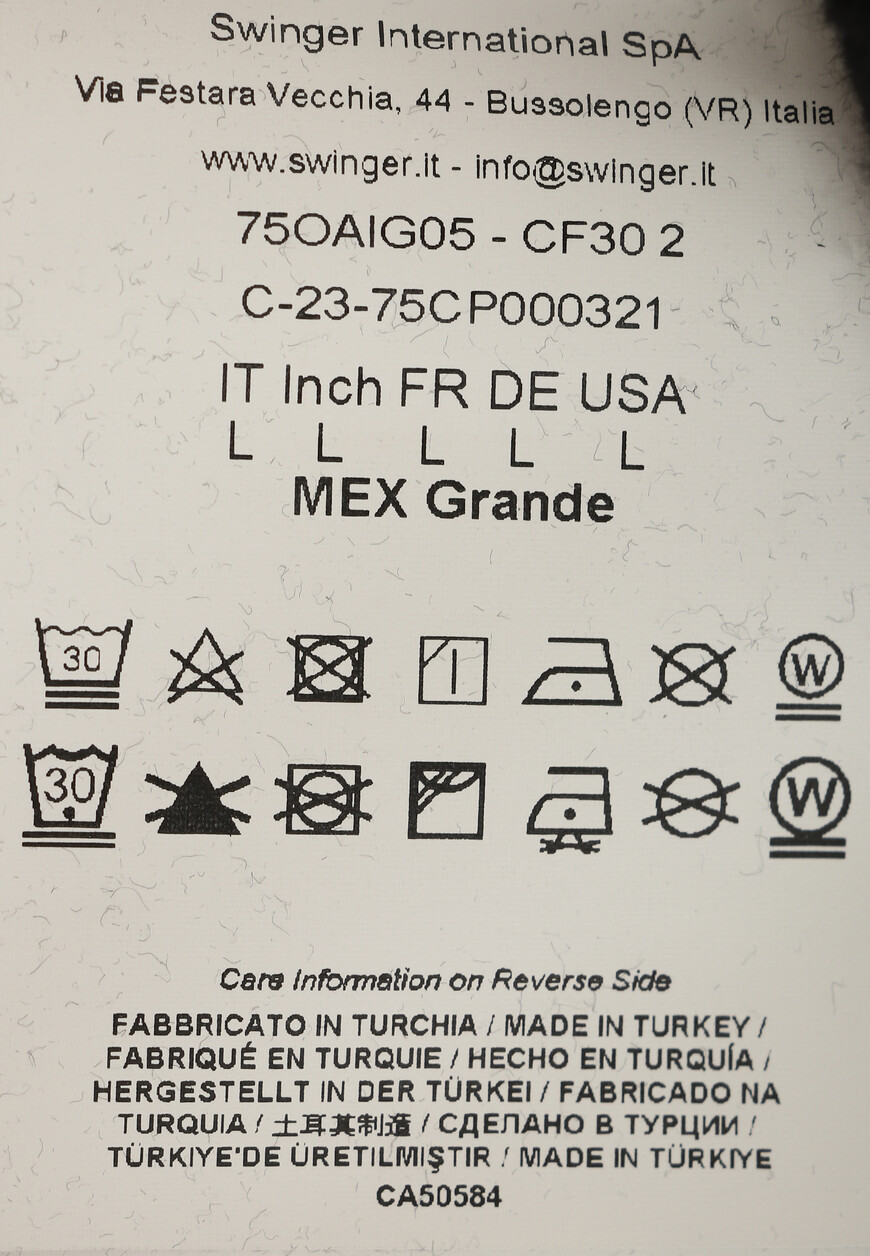 Swinger International SpA
Via Festara Vecchia, 44 - Bussolengo (VR) Italia
www.swinger.it - info@swinger.it
75OAIG05 - CF30 2
C-23-75CP000321
IT Inch FR DE USA
L L L L L
MEX Grande
30 W
30 W
Care Information on Reverse Side
FABBRICATO IN TURCHIA / MADE IN TURKEY /
FABRIQUÉ EN TURQUIE / HECHO EN TURQUÍA /
HERGESTELLT IN DER TÜRKEI / FABRICADO NA
TURQUIA / 土耳其制造 / СДЕЛАНО В ТУРЦИИ /
TÜRKIYE'DE ÜRETILMIŞTIR / MADE IN TÜRKIYE
CA50584